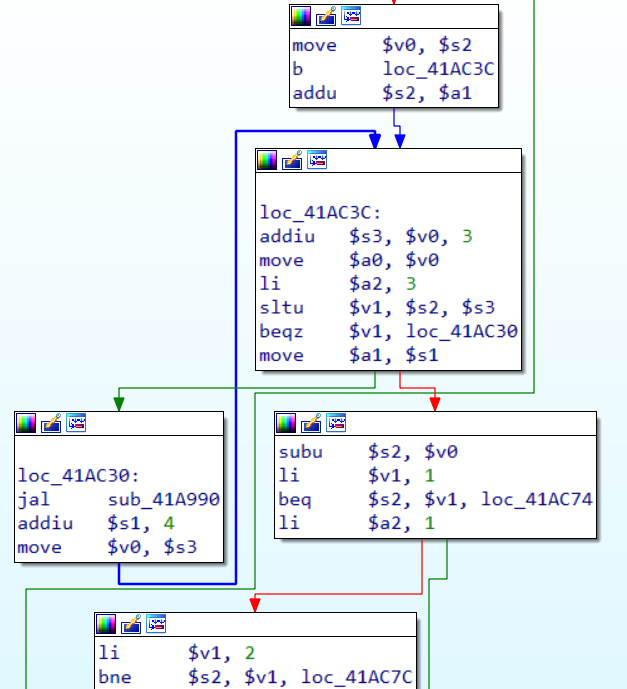 move $v0, $s2
b loc_41AC3C
addu $s2, $a1
loc_41AC3C:
addiu $s3, $v0, 3
move $a0, $v0
li $a2, 3
sltu $v1, $s2, $s3
beqz $v1, loc_41AC30
move $a1, $s1
loc_41AC30:
jal sub_41A990
addiu $s1, 4
move $v0, $s3
subu $s2, $v0
li $v1, 1
beq $s2, $v1, loc_41AC74
li $a2, 1
li $v1, 2
bne $s2, $v1, loc_41AC7C